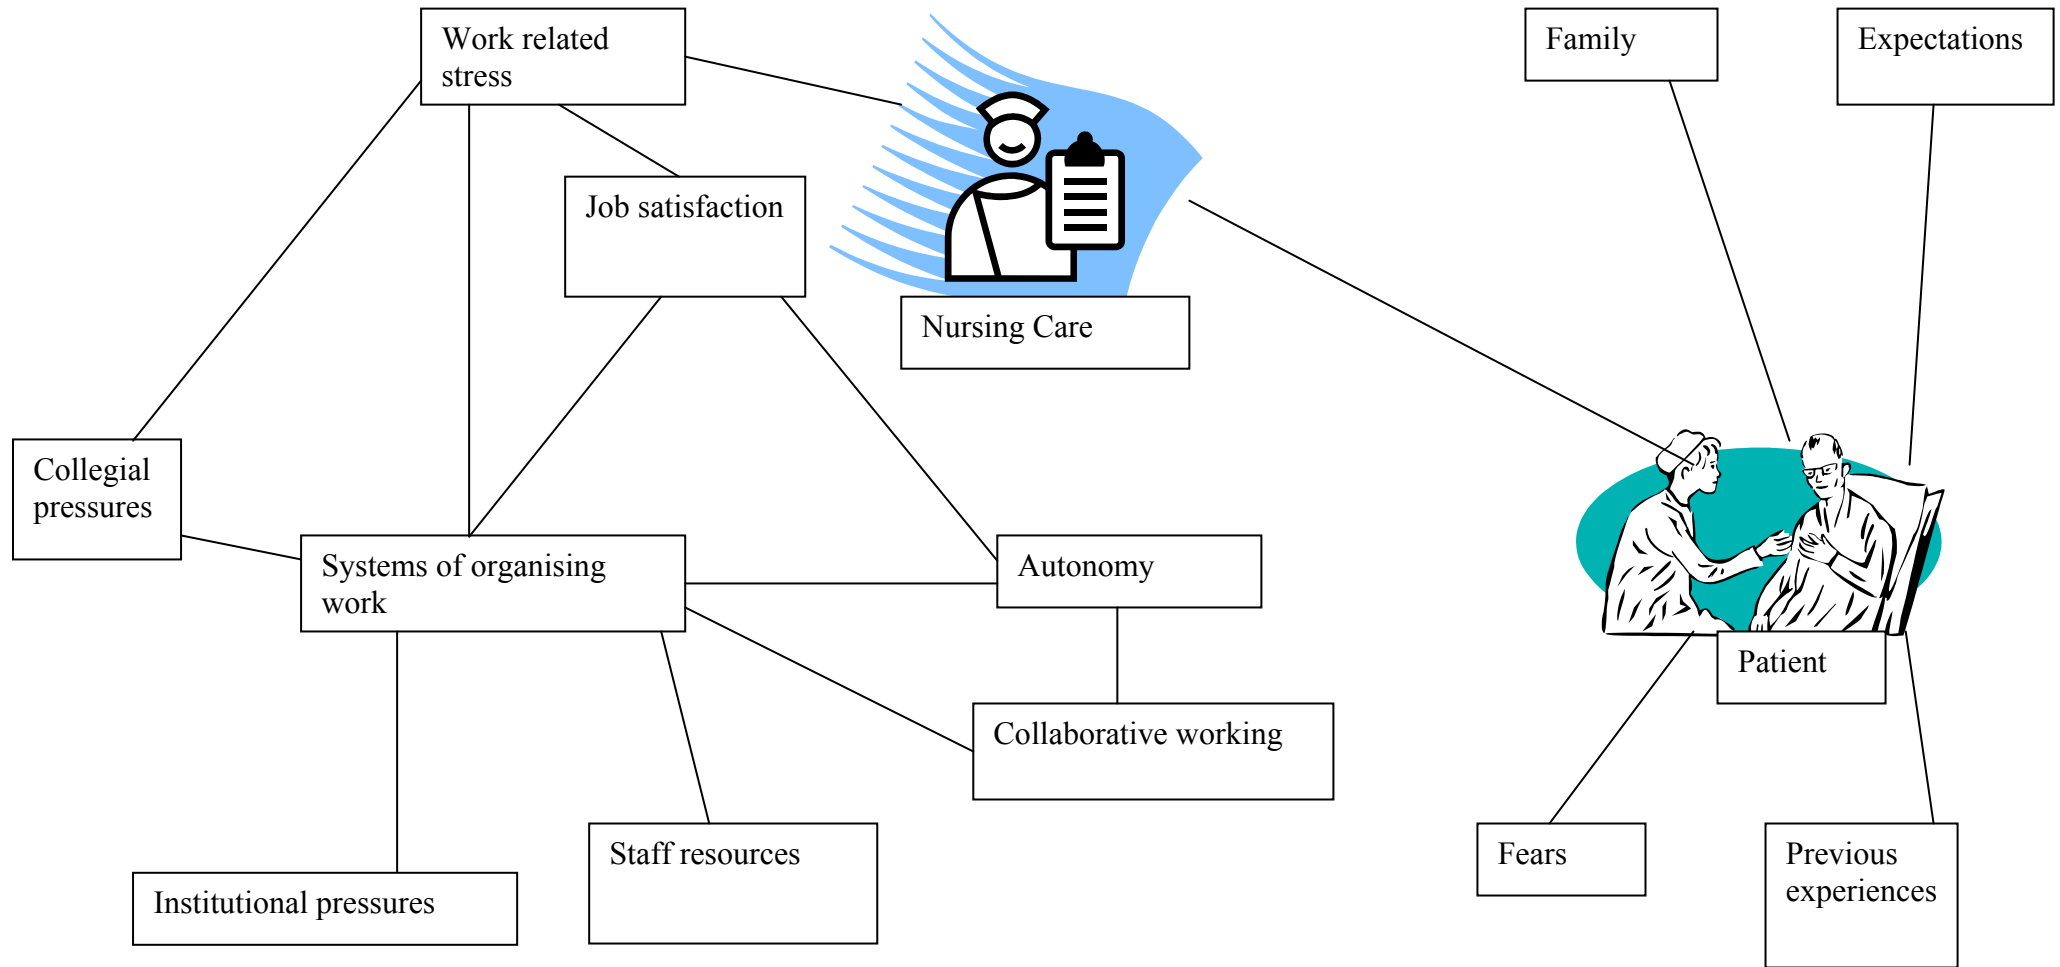 Work related
stress
Family
Expectations
Job satisfaction
Nursing Care
Collegial
pressures
Systems of organising
work
Autonomy
Patient
Collaborative working
Staff resources
Fears
Previous
experiences
Institutional pressures